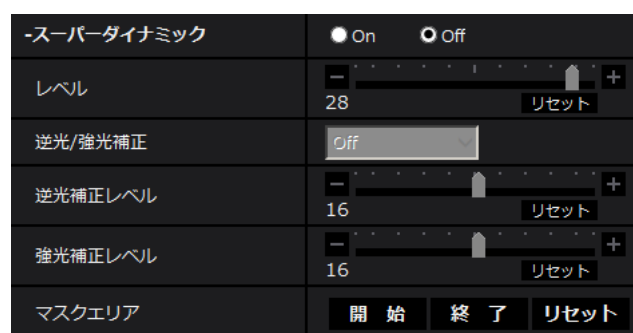 -スーパーダイナミック On Off
レベル - +
28 リセット
逆光/強光補正 Off
逆光補正レベル - +
16 リセット
強光補正レベル - +
16 リセット
マスクエリア 開 始 終 了 リセット